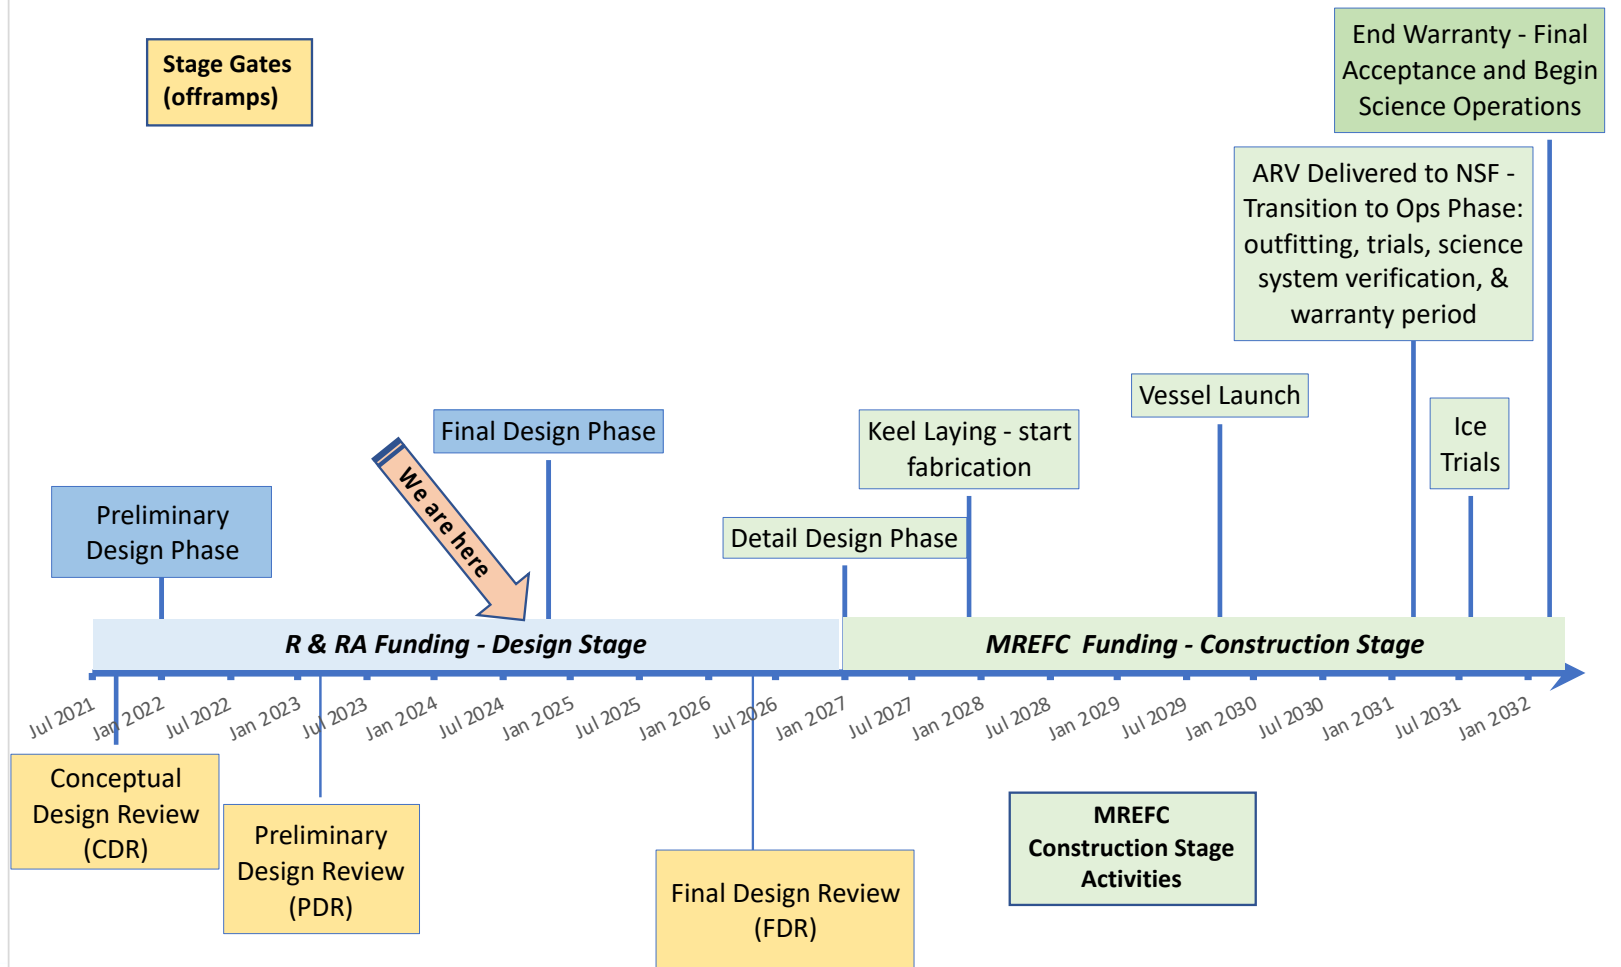 Stage Gates
(offramps)
End Warranty - Final
Acceptance and Begin
Science Operations
ARV Delivered to NSF -
Transition to Ops Phase:
outfitting, trials, science
system verification, &
warranty period
Vessel Launch
Ice
Trials
Final Design Phase
Keel Laying - start
fabrication
We are here
Preliminary
Design Phase
Detail Design Phase
R & RA Funding - Design Stage
MREFC  Funding - Construction Stage
Jul 2021
Jan 2022
Jul 2022
Jan 2023
Jul 2023
Jan 2024
Jul 2024
Jan 2025
Jul 2025
Jan 2026
Jul 2026
Jan 2027
Jul 2027
Jan 2028
Jul 2028
Jan 2029
Jul 2029
Jan 2030
Jul 2030
Jan 2031
Jul 2031
Jan 2032
Conceptual
Design Review
(CDR)
Preliminary
Design Review
(PDR)
Final Design Review
(FDR)
MREFC
Construction Stage
Activities